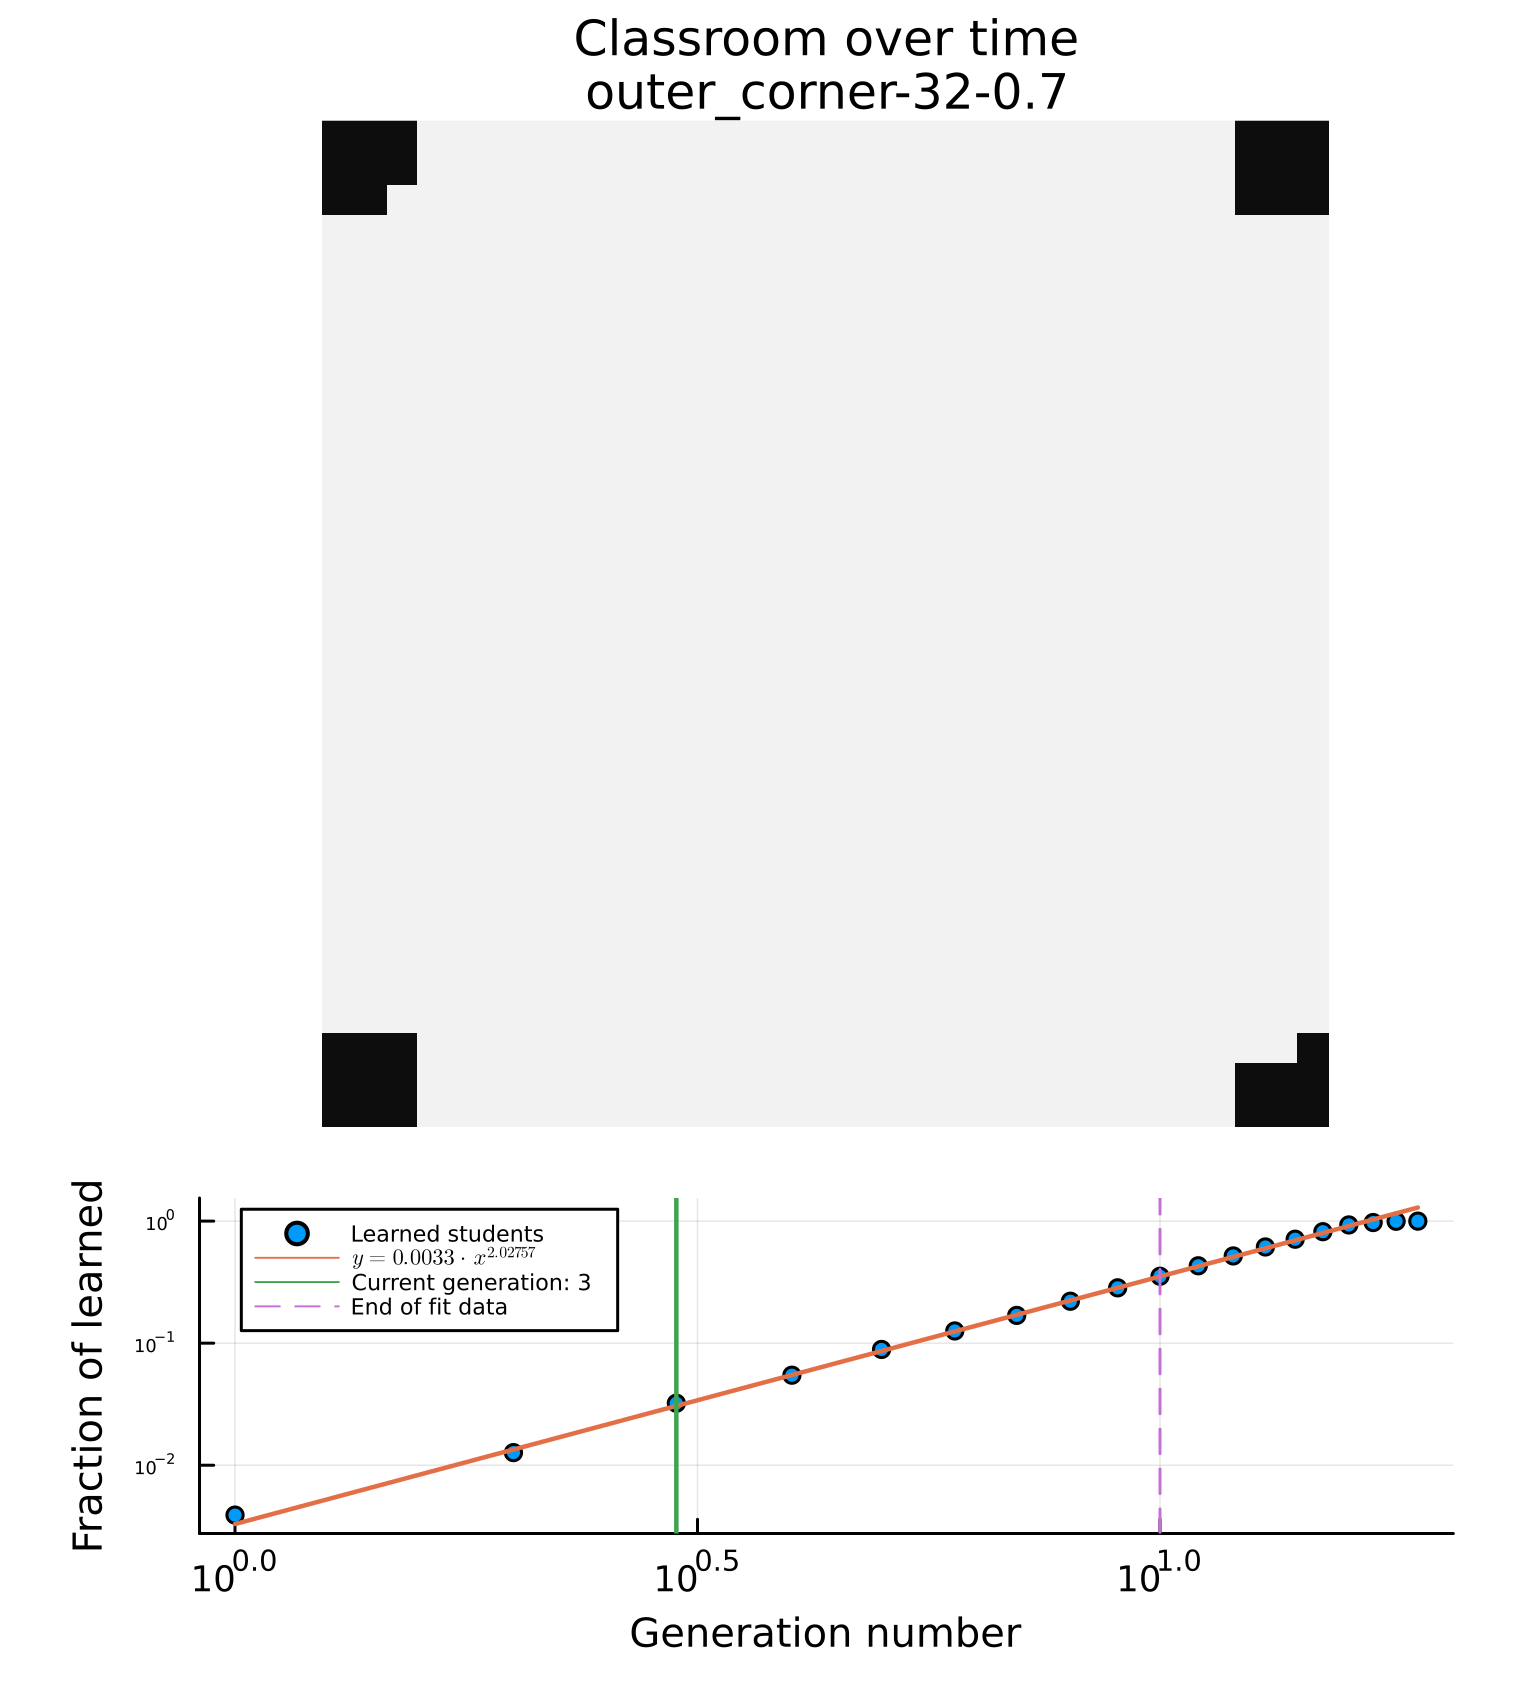 Classroom over time
outer_corner-32-0.7
Fraction of learned
10^0
10^−1
10^−2
Learned students
y = 0.0033 · x^2.02757
Current generation: 3
End of fit data
10^0.0 10^0.5 10^1.0
Generation number